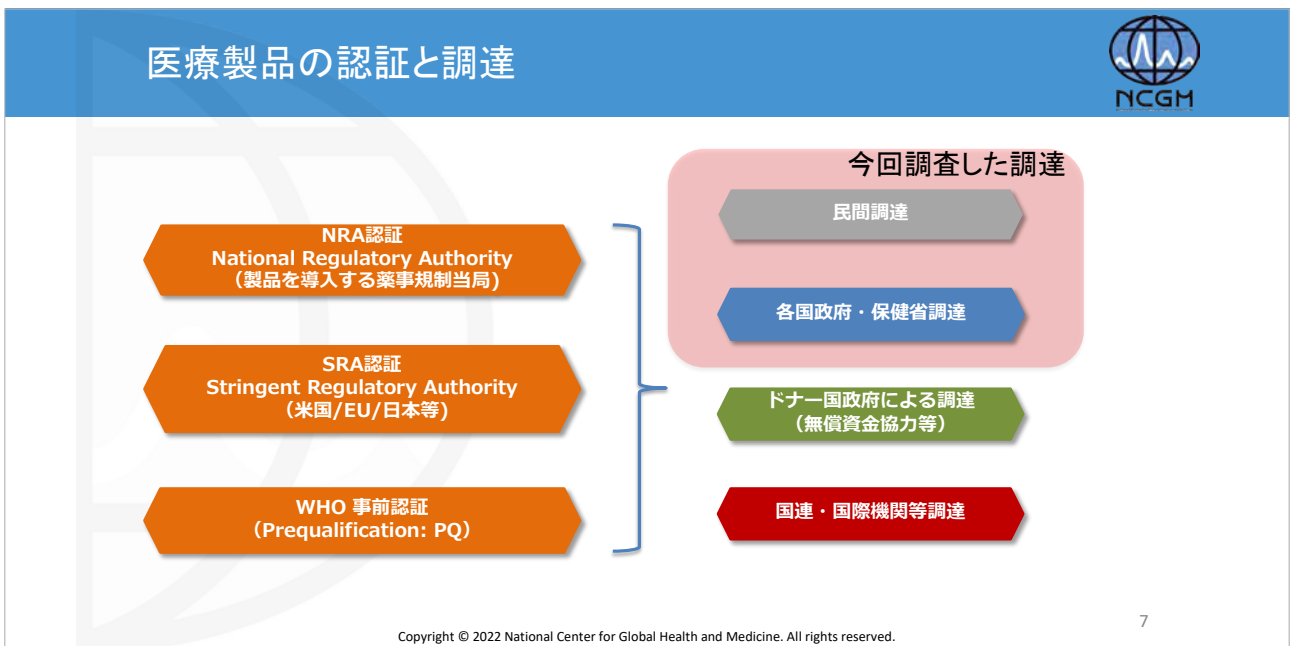 医療製品の認証と調達
NCGM
今回調査した調達
NRA認証
National Regulatory Authority
（製品を導入する薬事規制当局)
SRA認証
Stringent Regulatory Authority
（米国/EU/日本等)
WHO 事前認証
（Prequalification: PQ）
民間調達
各国政府・保健省調達
ドナー国政府による調達
（無償資金協力等）
国連・国際機関等調達
7
Copyright © 2022 National Center for Global Health and Medicine. All rights reserved.